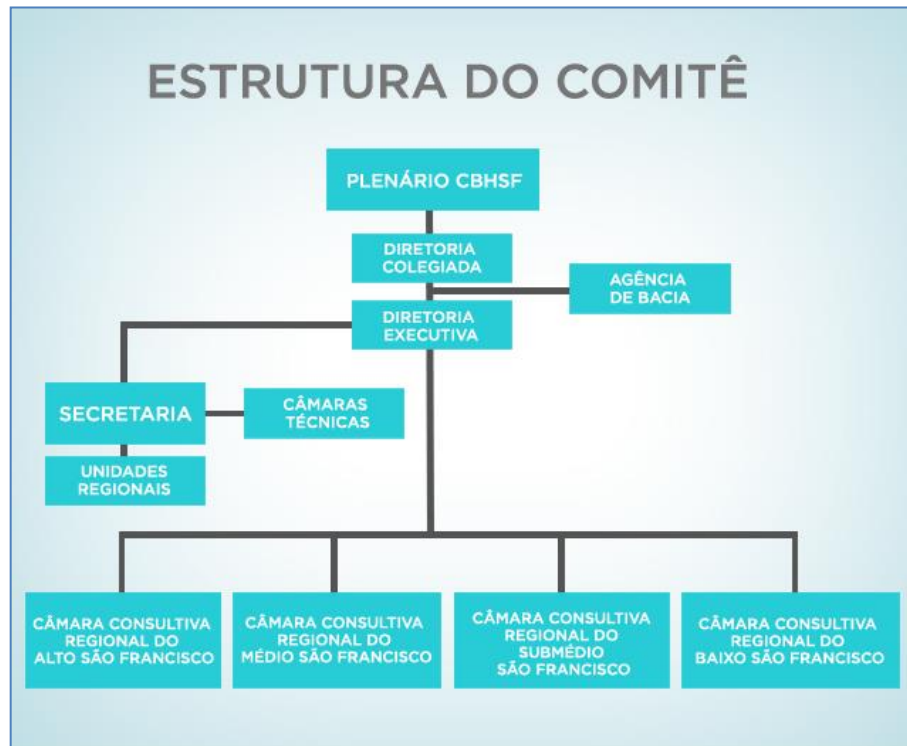 ESTRUTURA DO COMITÊ
PLENÁRIO CBHSF
DIRETORIA
COLEGIADA
AGÊNCIA
DE BACIA
DIRETORIA
EXECUTIVA
SECRETARIA
CÂMARAS
TÉCNICAS
UNIDADES
REGIONAIS
CÂMARA CONSULTIVA
REGIONAL DO
ALTO SÃO FRANCISCO
CÂMARA CONSULTIVA
REGIONAL DO
MÉDIO SÃO FRANCISCO
CÂMARA CONSULTIVA
REGIONAL DO
SUBMÉDIO
SÃO FRANCISCO
CÂMARA CONSULTIVA
REGIONAL DO
BAIXO SÃO FRANCISCO